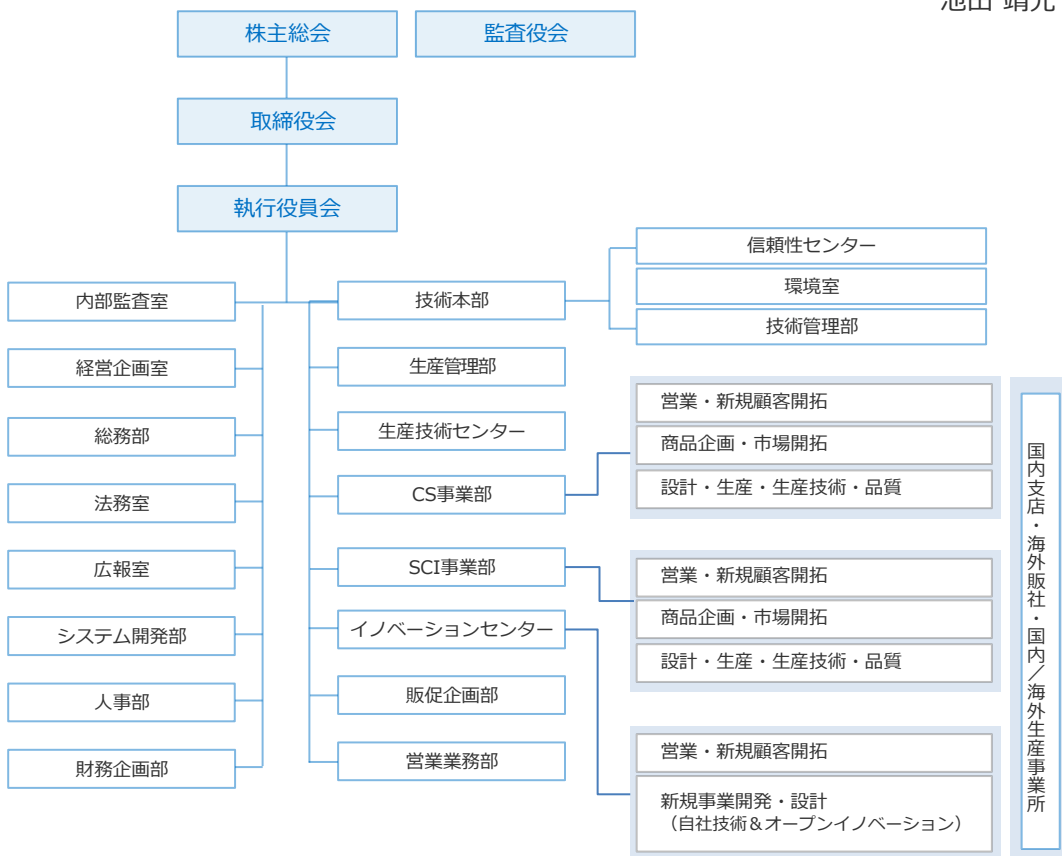 株主総会
監査役会
取締役会
執行役員会
内部監査室
経営企画室
総務部
法務室
広報室
システム開発部
人事部
財務企画部
技術本部
生産管理部
生産技術センター
CS事業部
SCI事業部
イノベーションセンター
販促企画部
営業業務部
信頼性センター
環境室
技術管理部
営業・新規顧客開拓
商品企画・市場開拓
設計・生産・生産技術・品質
営業・新規顧客開拓
商品企画・市場開拓
設計・生産・生産技術・品質
営業・新規顧客開拓
新規事業開発・設計
（自社技術＆オープンイノベーション）
国内支店・海外販社・国内／海外生産事業所